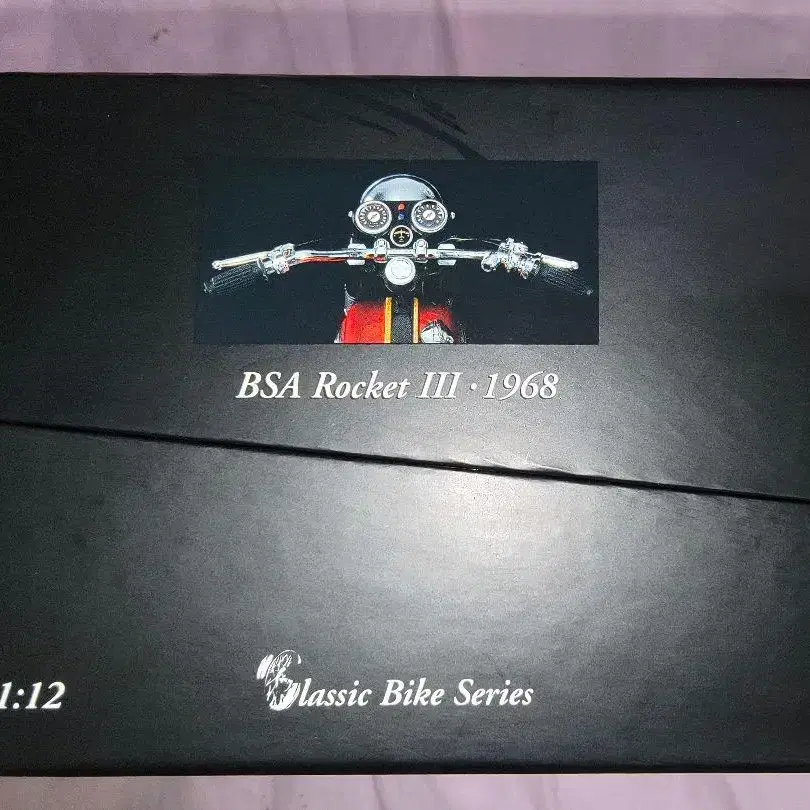 BSA Rocket III · 1968
1:12
Classic Bike Series